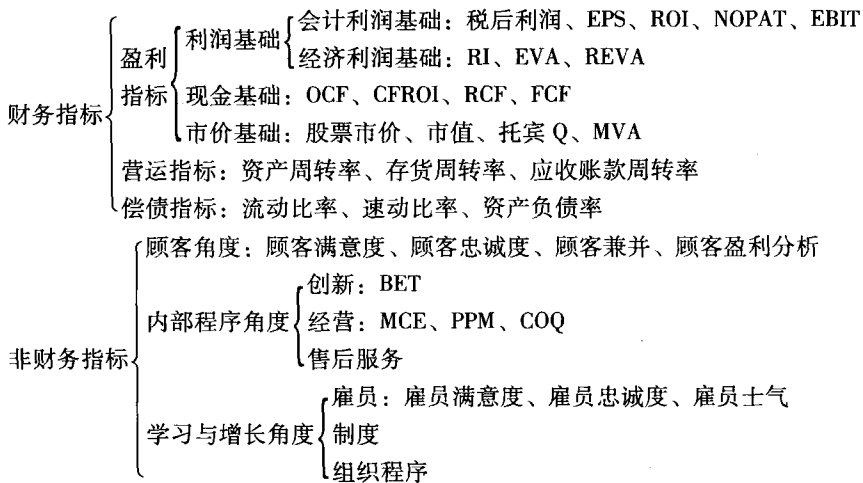 会计利润基础：税后利润、EPS、ROI、NOPAT、EBIT
利润基础
经济利润基础：RI、EVA、REVA
盈利
指标
现金基础：OCF、CFROI、RCF、FCF
财务指标
市价基础：股票市价、市值、托宾 Q、MVA
营运指标：资产周转率、存货周转率、应收账款周转率
偿债指标：流动比率、速动比率、资产负债率
顾客角度：顾客满意度、顾客忠诚度、顾客兼并、顾客盈利分析
创新：BET
内部程序角度
经营：MCE、PPM、COQ
售后服务
非财务指标
雇员：雇员满意度、雇员忠诚度、雇员士气
学习与增长角度
制度
组织程序